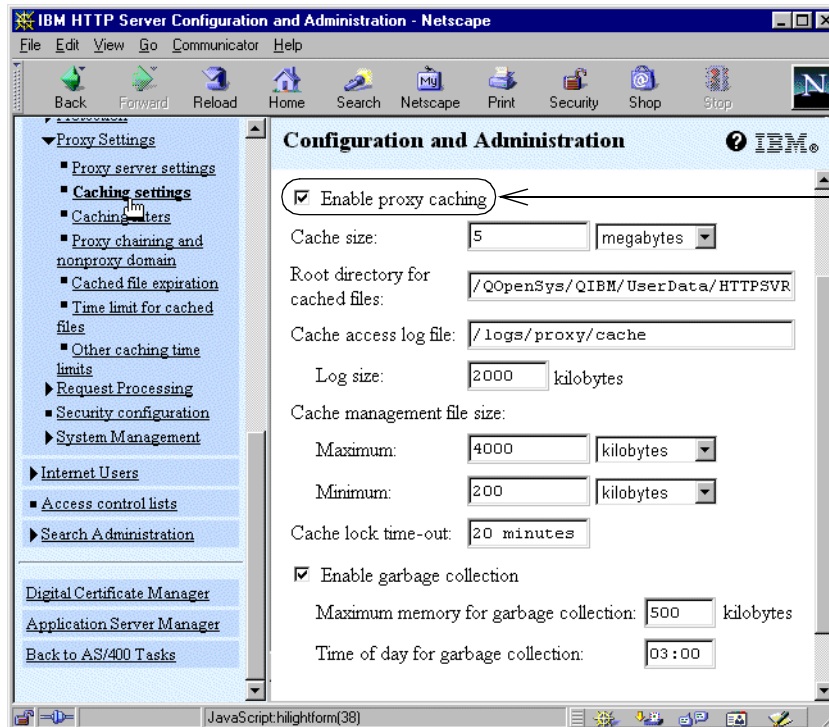 IBM HTTP Server Configuration and Administration - Netscape
File Edit View Go Communicator Help
Back Forward Reload Home Search Netscape Print Security Shop Stop
My
N
Proxy Settings
Proxy server settings
Caching settings
Caching
Proxy chaining and
nonproxy domain
Cached file expiration
Time limit for cached
files
Other caching time
limits
Request Processing
Security configuration
System Management
Internet Users
Access control lists
Search Administration
Digital Certificate Manager
Application Server Manager
Back to AS/400 Tasks
Configuration and Administration ? IBM®
Enable proxy caching
Cache size: 5 megabytes
Root directory for
cached files: /QOpenSys/QIBM/UserData/HTTPSVR
Cache access log file: /logs/proxy/cache
Log size: 2000 kilobytes
Cache management file size:
Maximum: 4000 kilobytes
Minimum: 200 kilobytes
Cache lock time-out: 20 minutes
Enable garbage collection
Maximum memory for garbage collection: 500 kilobytes
Time of day for garbage collection: 03:00
JavaScript:hilightform(38)